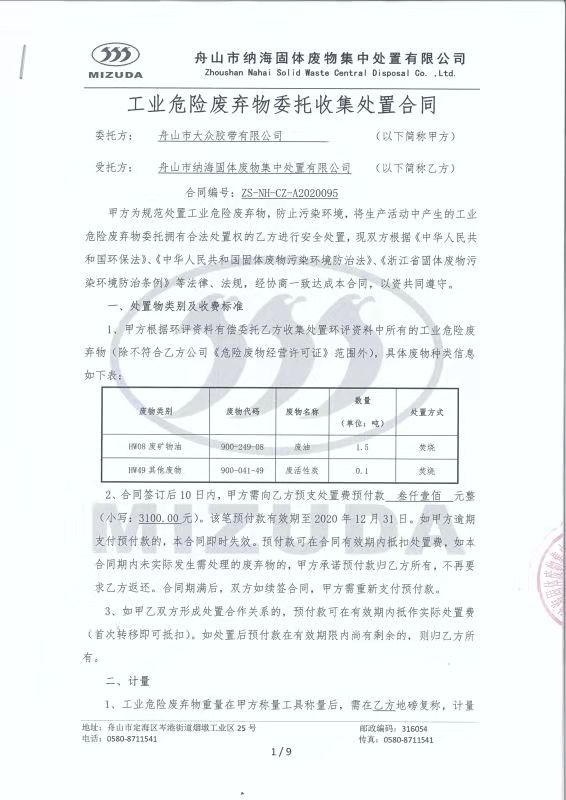 MIZUDA
舟山市纳海固体废物集中处置有限公司
Zhoushan Nahai Solid Waste Central Disposal Co. ,Ltd.
工业危险废弃物委托收集处置合同
委托方： 舟山市大众胶带有限公司 （以下简称甲方）
受托方： 舟山市纳海固体废物集中处置有限公司 （以下简称乙方）
合同编号：ZS-NH-CZ-A2020095
甲方为规范处置工业危险废弃物，防止污染环境，将生产活动中产生的工业
危险废弃物委托拥有合法处置权的乙方进行安全处置，现双方根据《中华人民共
和国环保法》、《中华人民共和国固体废物污染环境防治法》、《浙江省固体废物污
染环境防治条例》等法律、法规，经协商一致达成本合同，以资共同遵守。
一、处置物类别及收费标准
1、甲方根据环评资料有偿委托乙方收集处置环评资料中所有的工业危险废
弃物（除不符合乙方公司《危险废物经营许可证》范围外），具体废物种类信息
如下表：
废物类别 废物代码 废物名称 数量（单位：吨） 处置方式
HW08 废矿物油 900-249-08 废油 1.5 焚烧
HW49 其他废物 900-041-49 废活性炭 0.1 焚烧
2、合同签订后 10 日内，甲方需向乙方预支处置费预付款 叁仟壹佰 元整
（小写：3100.00 元）。该笔预付款有效期至 2020 年 12 月 31 日。如甲方逾期
支付预付款的，本合同即时失效。预付款可在合同有效期内抵扣处置费，如本
合同期内未实际发生需处理的废弃物的，甲方承诺预付款归乙方所有，不再要
求乙方返还。合同期满后，双方如续签合同，甲方需重新支付预付款。
3、如甲乙双方形成处置合作关系的，预付款可在有效期内抵作实际处置费
（首次转移即可抵扣）。如处置后预付款在有效期限内尚有剩余的，则归乙方所
有。
二、计量
1、工业危险废弃物重量在甲方称量工具称量后，需在乙方地磅复称，计量
地址：舟山市定海区岑港街道烟墩工业区 25 号 邮政编码：316054
电话：0580-8711541 传真：0580-8711541
1 / 9
MIZUDA